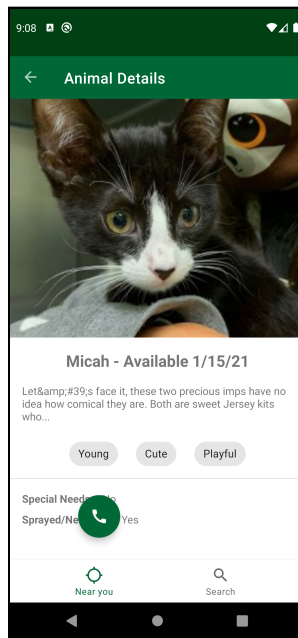 9:08
Animal Details
Micah - Available 1/15/21
Let&amp;#39;s face it, these two precious imps have no
idea how comical they are. Both are sweet Jersey kits
who...
Young Cute Playful
Special Needs
Sprayed/Ne Yes
Near you Search